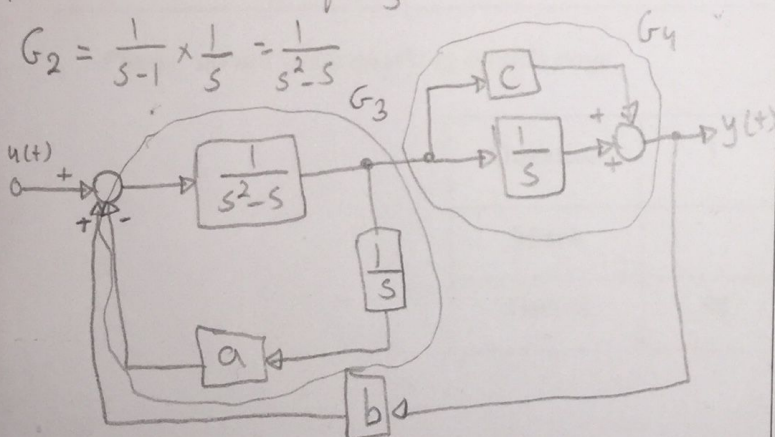 G₂ = 1/(s-1) × 1/s = 1/(s²-s)
G₄
C
G₃
u(t)
+
+
y(t)
1/(s²-s)
1/s
+
+
-
1/s
a
b